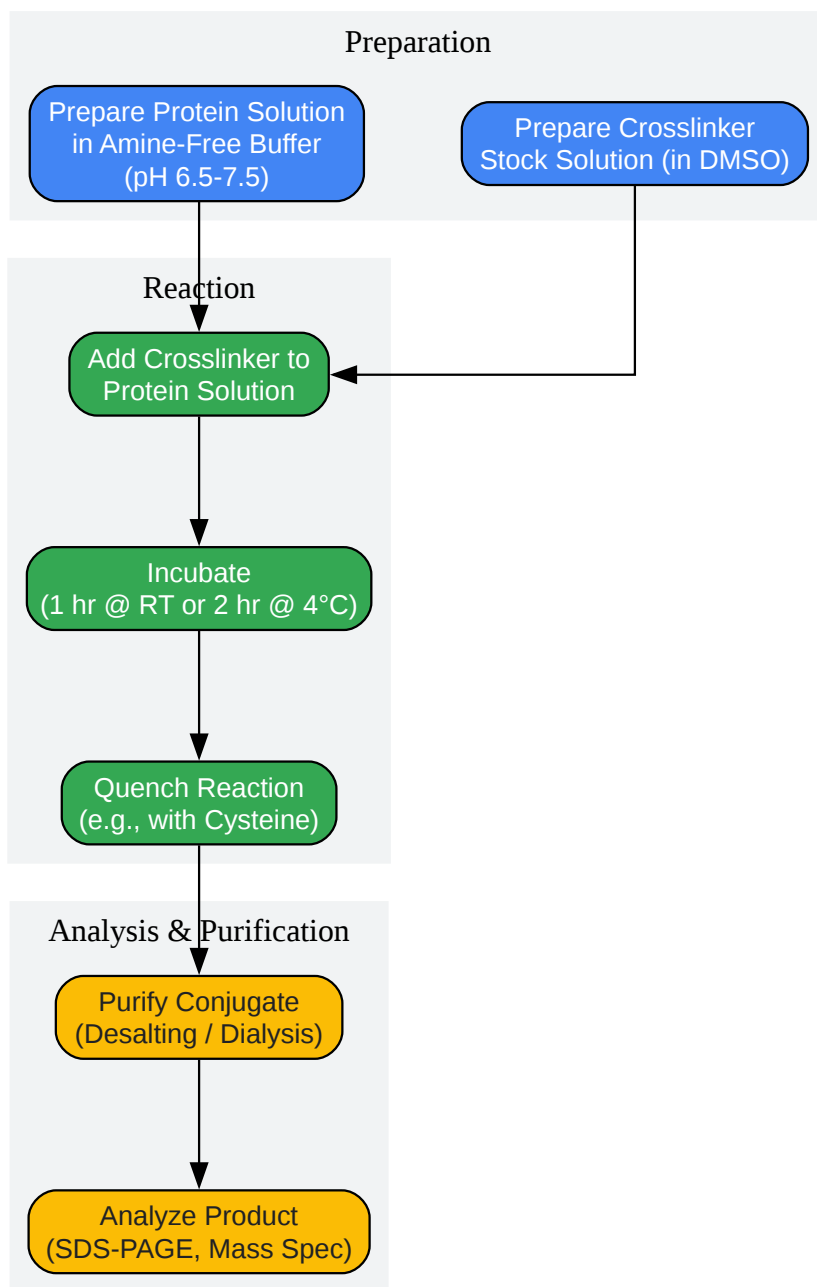 Preparation
Prepare Protein Solution
in Amine-Free Buffer
(pH 6.5-7.5)
Prepare Crosslinker
Stock Solution (in DMSO)
Reaction
Add Crosslinker to
Protein Solution
Incubate
(1 hr @ RT or 2 hr @ 4°C)
Quench Reaction
(e.g., with Cysteine)
Analysis & Purification
Purify Conjugate
(Desalting / Dialysis)
Analyze Product
(SDS-PAGE, Mass Spec)